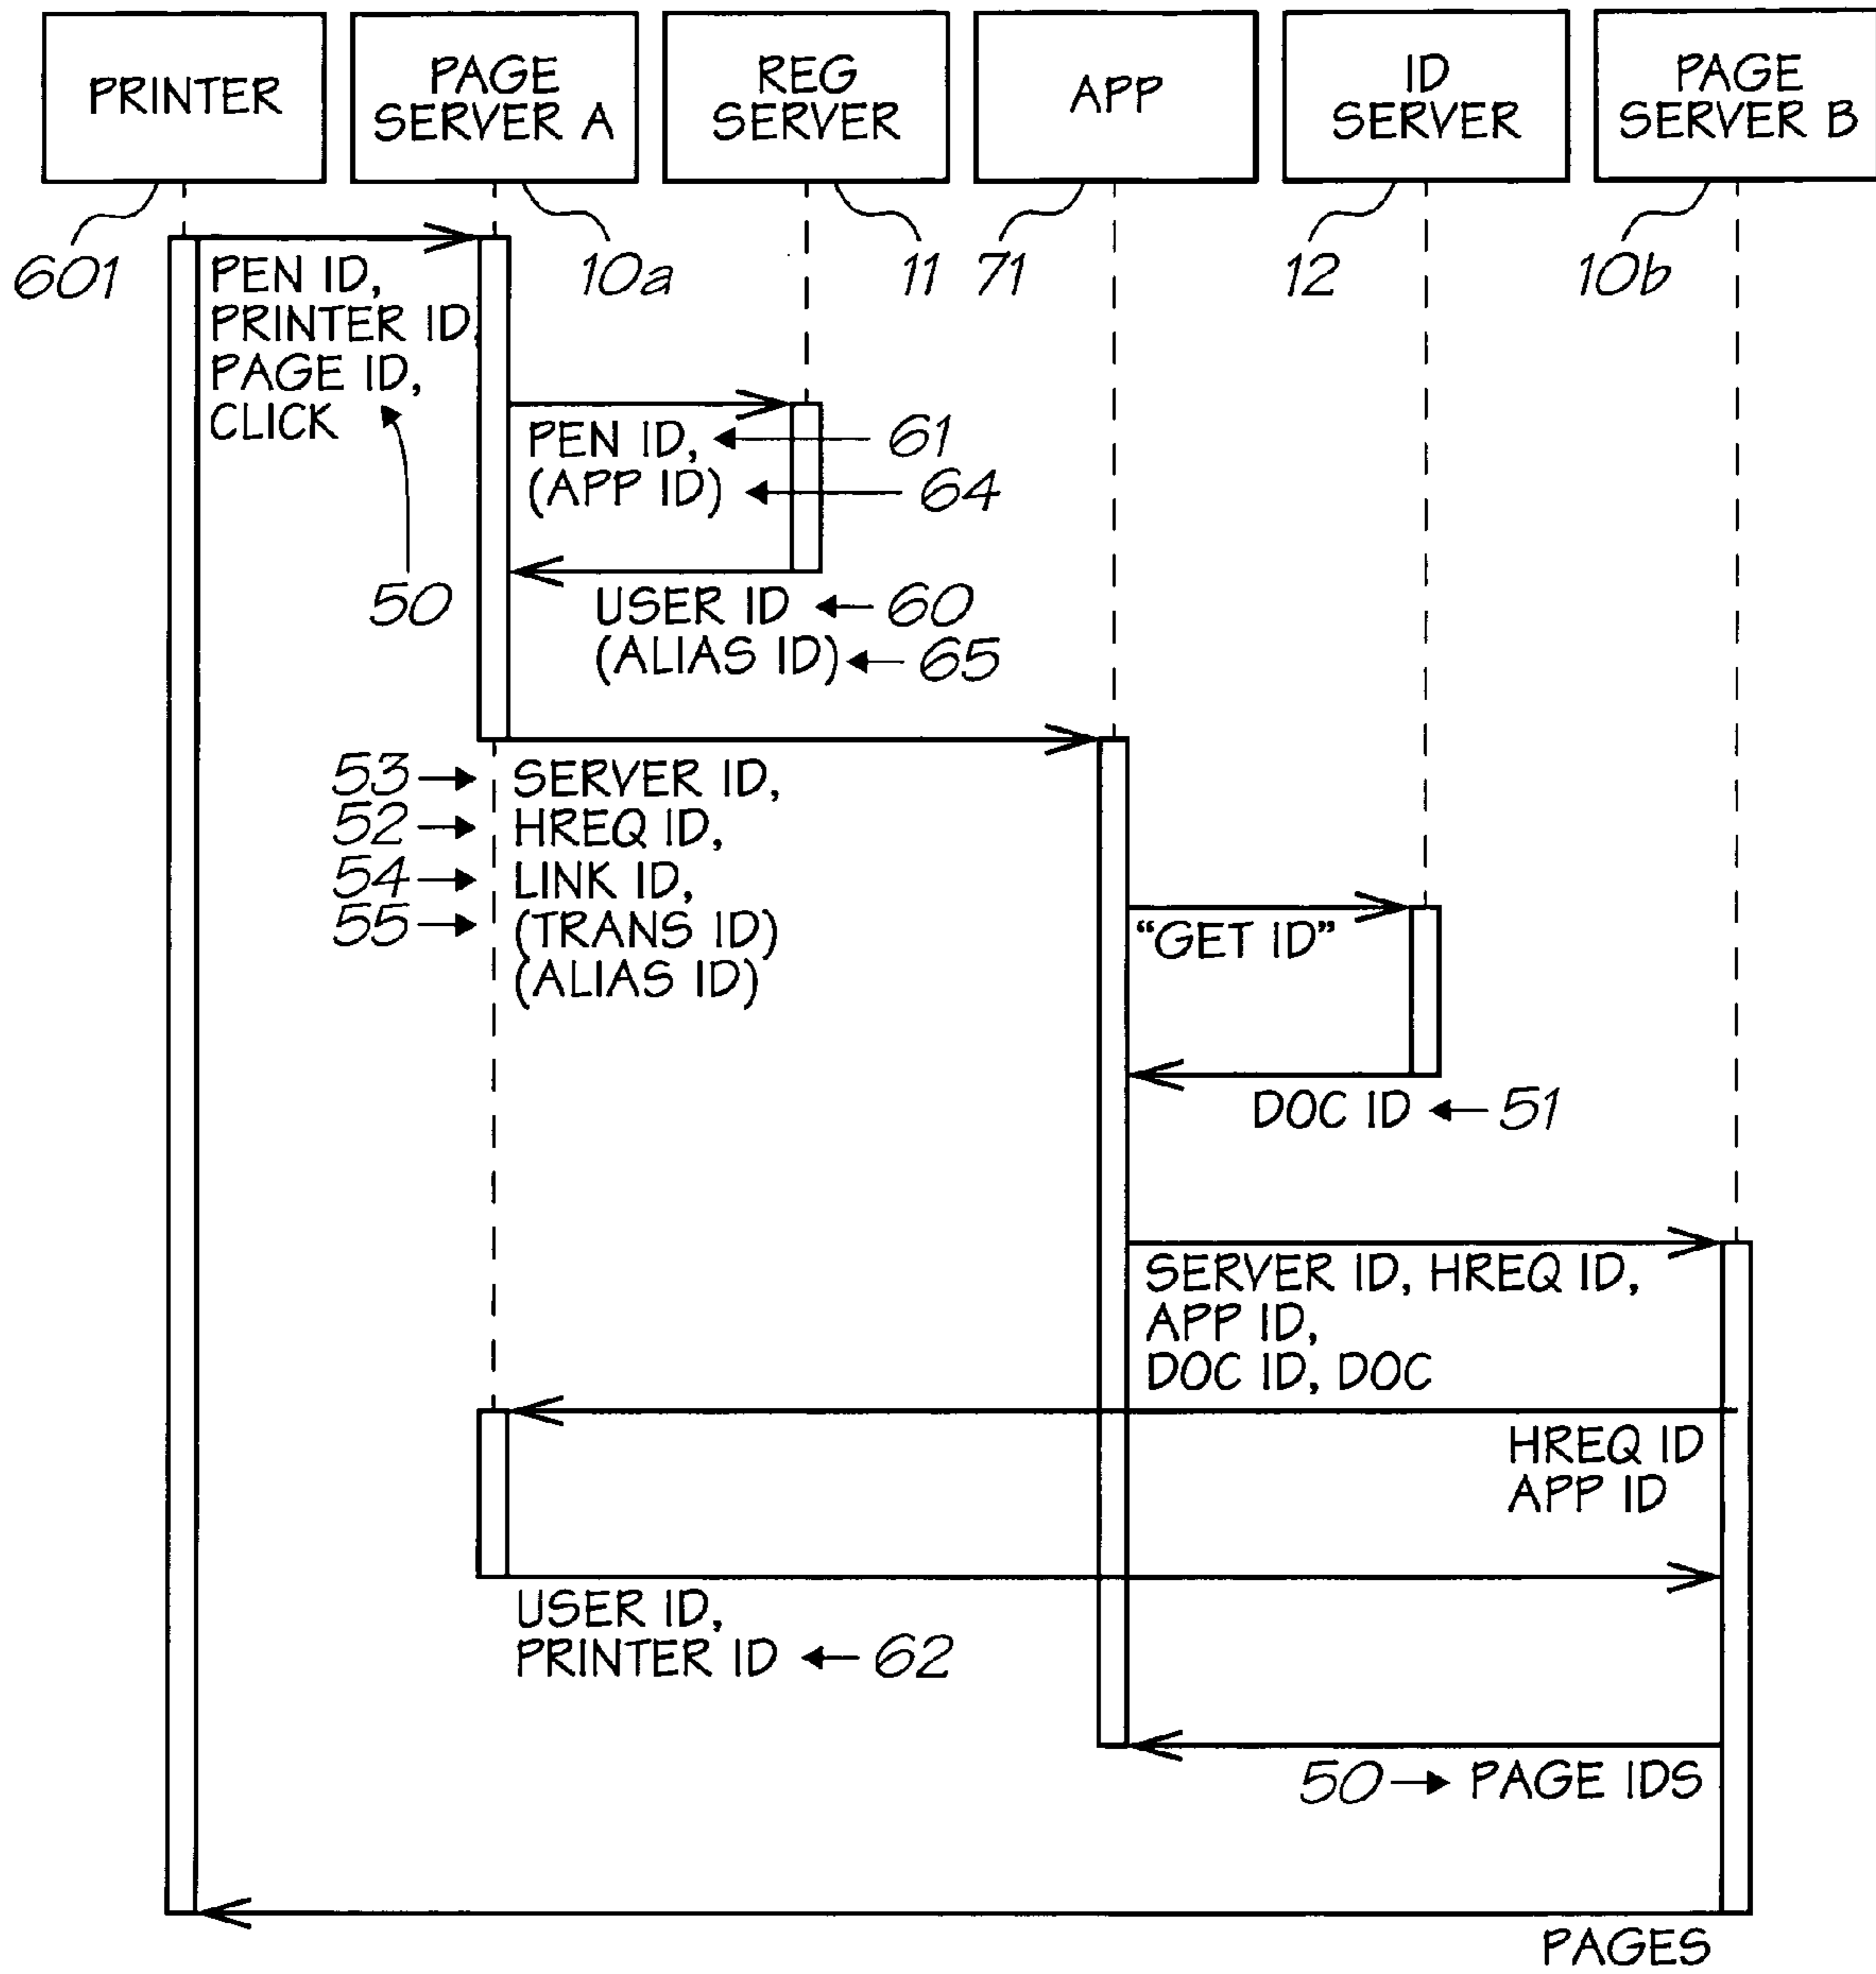 PRINTER
PAGE
SERVER A
REG
SERVER
APP
ID
SERVER
PAGE
SERVER B
601
10a
11
71
12
10b
PEN ID,
PRINTER ID
PAGE ID,
CLICK
50
PEN ID,
(APP ID)
61
64
USER ID
(ALIAS ID)
60
65
53
52
54
55
SERVER ID,
HREQ ID,
LINK ID,
(TRANS ID)
(ALIAS ID)
“GET ID”
DOC ID
51
SERVER ID, HREQ ID,
APP ID,
DOC ID, DOC
HREQ ID
APP ID
USER ID,
PRINTER ID
62
50
PAGE IDS
PAGES